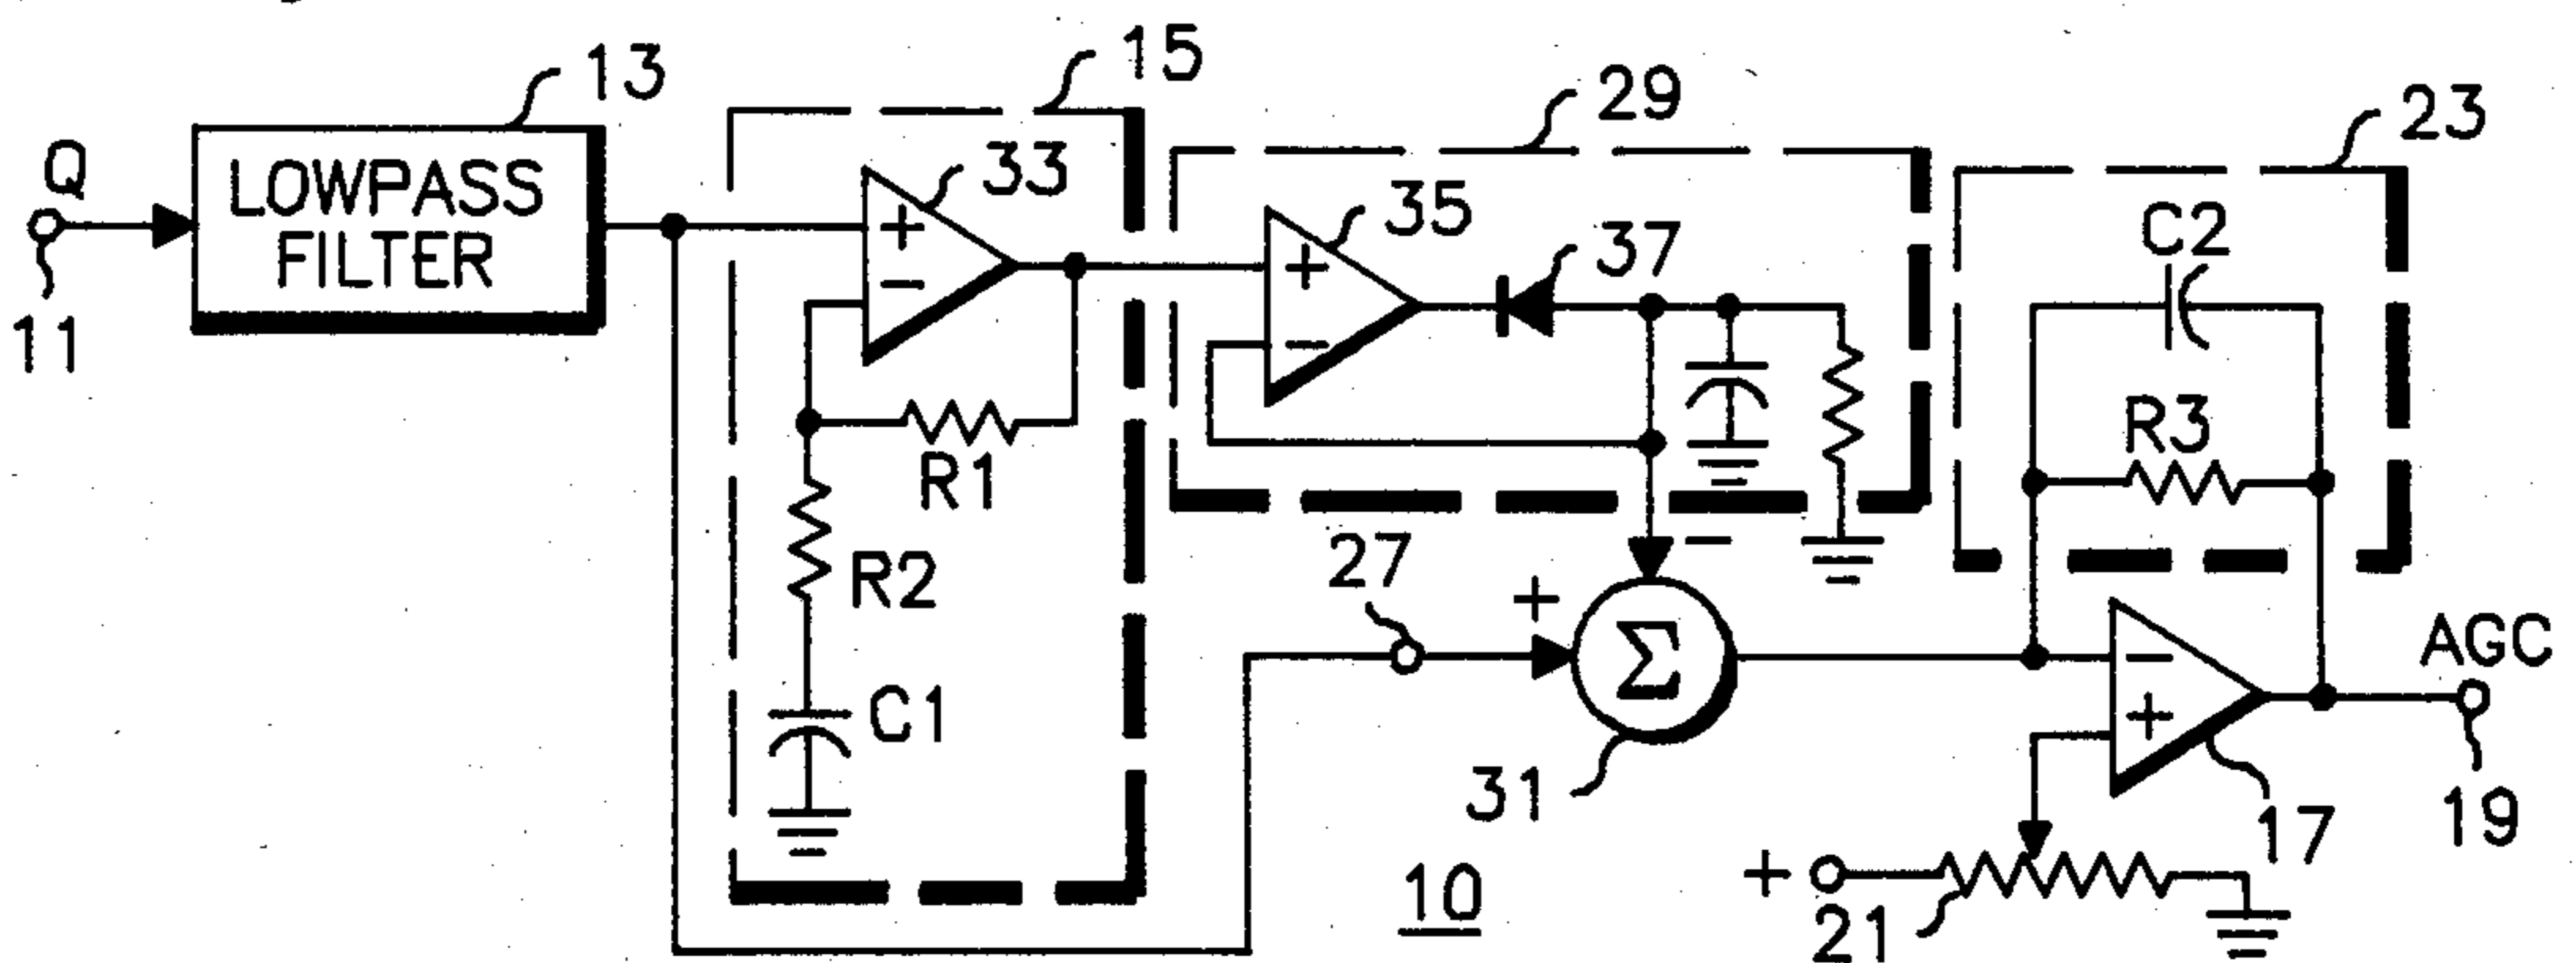 Q
11
LOWPASS
FILTER
13
15
33
+
−
R1
R2
C1
29
35
+
−
37
23
C2
R3
27
+
−
Σ
31
10
−
+
17
AGC
19
+
21